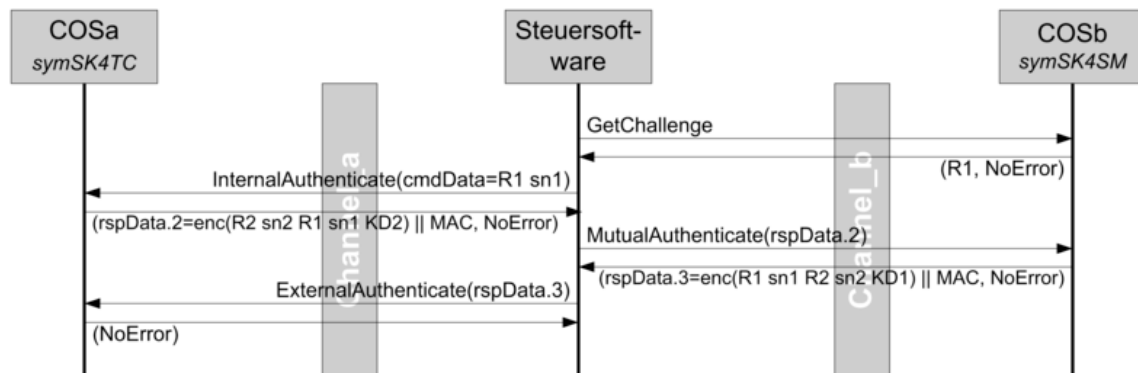 COSa
symSK4TC
Steuersoft-
ware
COSb
symSK4SM
GetChallenge
(R1, NoError)
InternalAuthenticate(cmdData=R1 sn1)
(rspData.2=enc(R2 sn2 R1 sn1 KD2) || MAC, NoError)
MutualAuthenticate(rspData.2)
(rspData.3=enc(R1 sn1 R2 sn2 KD1) || MAC, NoError)
ExternalAuthenticate(rspData.3)
(NoError)
Channel_a
Channel_b